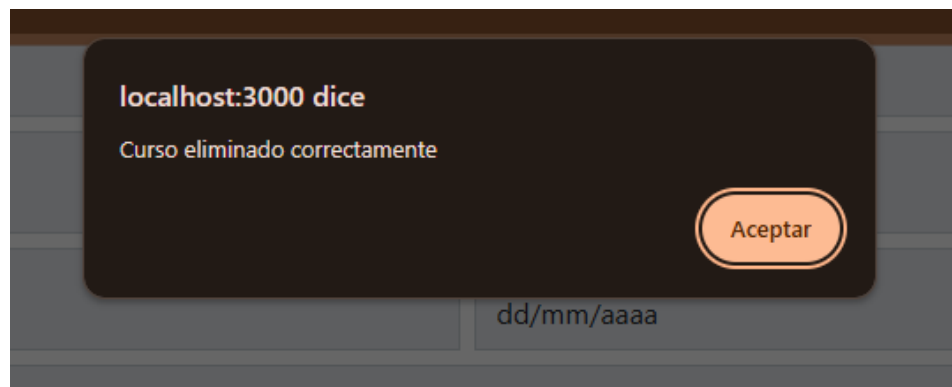 localhost:3000 dice
Curso eliminado correctamente
Aceptar
dd/mm/aaaa